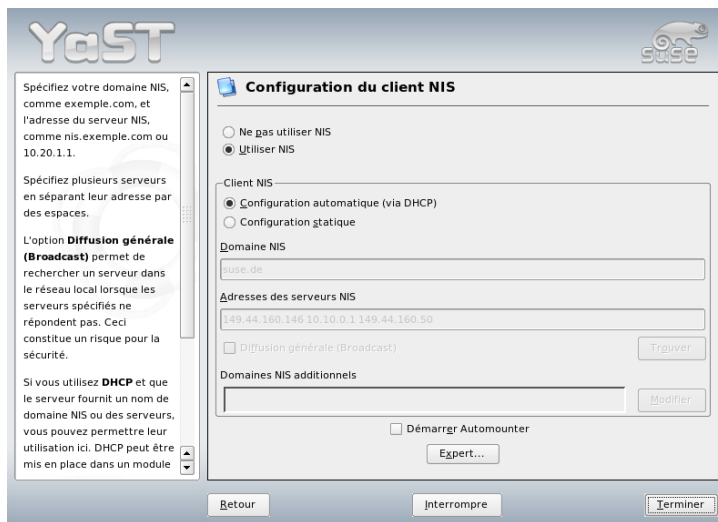 YaST
SUSE
Spécifiez votre domaine NIS,
comme exemple.com, et
l'adresse du serveur NIS,
comme nis.exemple.com ou
10.20.1.1.
Spécifiez plusieurs serveurs
en séparant leur adresse par
des espaces.
L'option Diffusion générale
(Broadcast) permet de
rechercher un serveur dans
le réseau local lorsque les
serveurs spécifiés ne
répondent pas. Ceci
constitue un risque pour la
sécurité.
Si vous utilisez DHCP et que
le serveur fournit un nom de
domaine NIS ou des serveurs,
vous pouvez permettre leur
utilisation ici. DHCP peut être
mis en place dans un module
Configuration du client NIS
Ne pas utiliser NIS
Utiliser NIS
Client NIS
Configuration automatique (via DHCP)
Configuration statique
Domaine NIS
suse.de
Adresses des serveurs NIS
149.44.160.146 10.10.0.1 149.44.160.50
Diffusion générale (Broadcast)
Trouver
Domaines NIS additionnels
Modifier
Démarrer Automounter
Expert...
Retour
Interrompre
Terminer